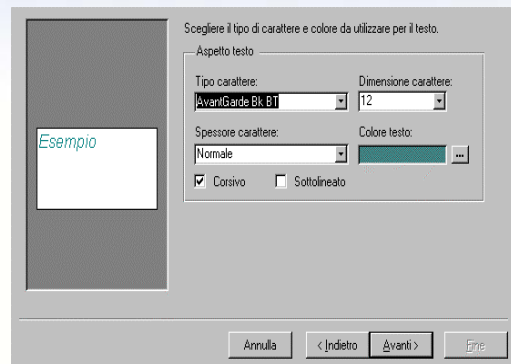 Scegliere il tipo di carattere e colore da utilizzare per il testo.
Aspetto testo
Tipo carattere: Dimensione carattere:
AvantGarde Bk BT 12
Esempio
Spessore carattere: Colore testo:
Normale ...
Corsivo Sottolineato
Annulla < Indietro Avanti > Fine